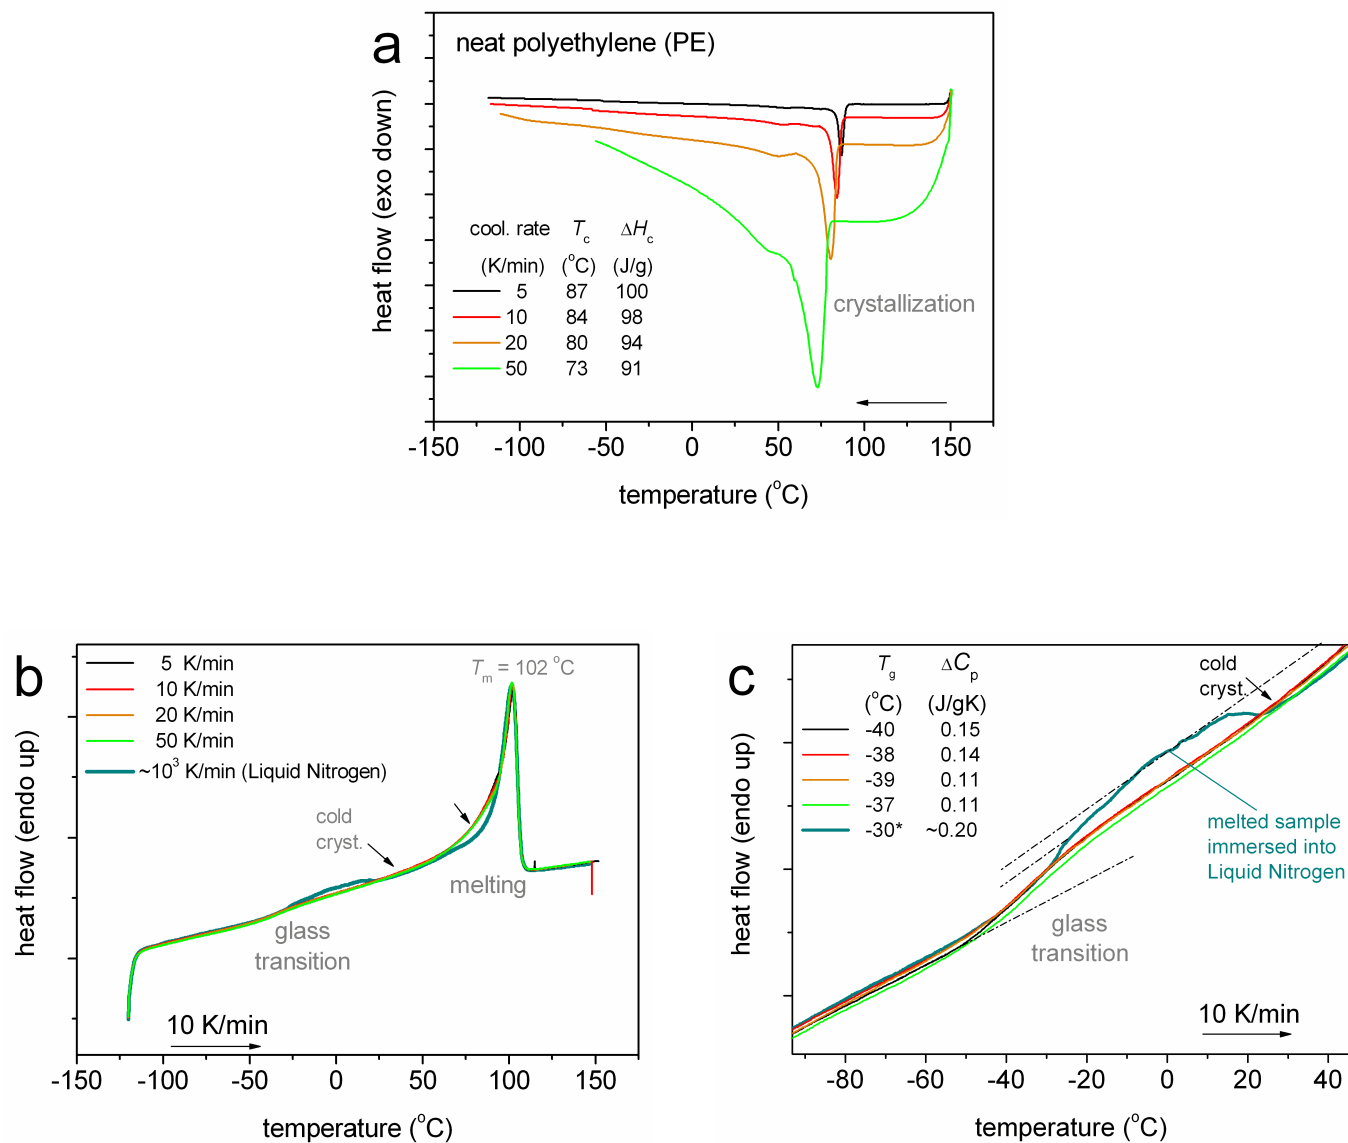 a
neat polyethylene (PE)
heat flow (exo down)
cool. rate T_c ΔH_c
(K/min) (°C) (J/g)
5 87 100
10 84 98
20 80 94
50 73 91
crystallization
-150 -100 -50 0 50 100 150
temperature (°C)
b
5 K/min
10 K/min
20 K/min
50 K/min
~10³ K/min (Liquid Nitrogen)
T_m = 102 °C
cold
cryst.
melting
glass
transition
10 K/min
heat flow (endo up)
-150 -100 -50 0 50 100 150
temperature (°C)
c
T_g ΔC_p
(°C) (J/gK)
-40 0.15
-38 0.14
-39 0.11
-37 0.11
-30* ~0.20
cold
cryst.
melted sample
immersed into
Liquid Nitrogen
glass
transition
10 K/min
heat flow (endo up)
-80 -60 -40 -20 0 20 40
temperature (°C)